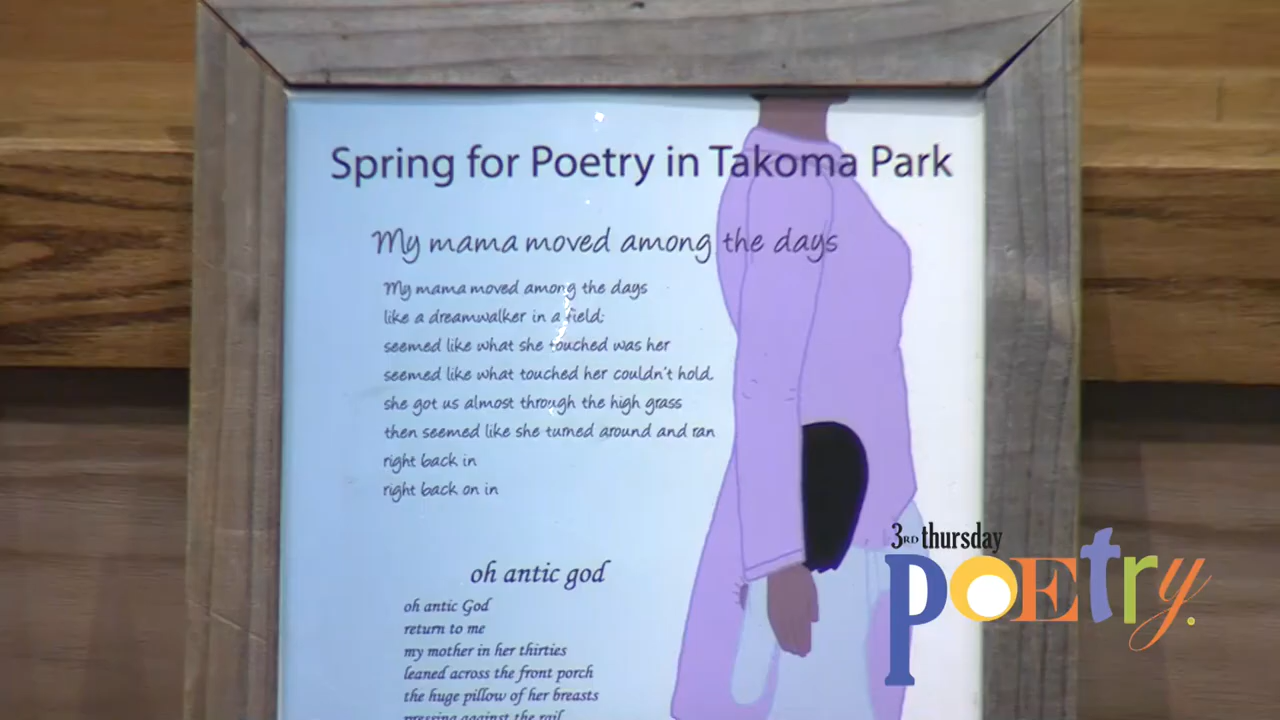 Spring for Poetry in Takoma Park
My mama moved among the days
My mama moved among the days
like a dreamwalker in a field;
seemed like what she touched was her
seemed like what touched her couldn't hold,
she got us almost through the high grass
then seemed like she turned around and ran
right back in
right back on in
oh antic god
oh antic God
return to me
my mother in her thirties
leaned across the front porch
the huge pillow of her breasts
pressing against the rail
3RD thursday
POETry.